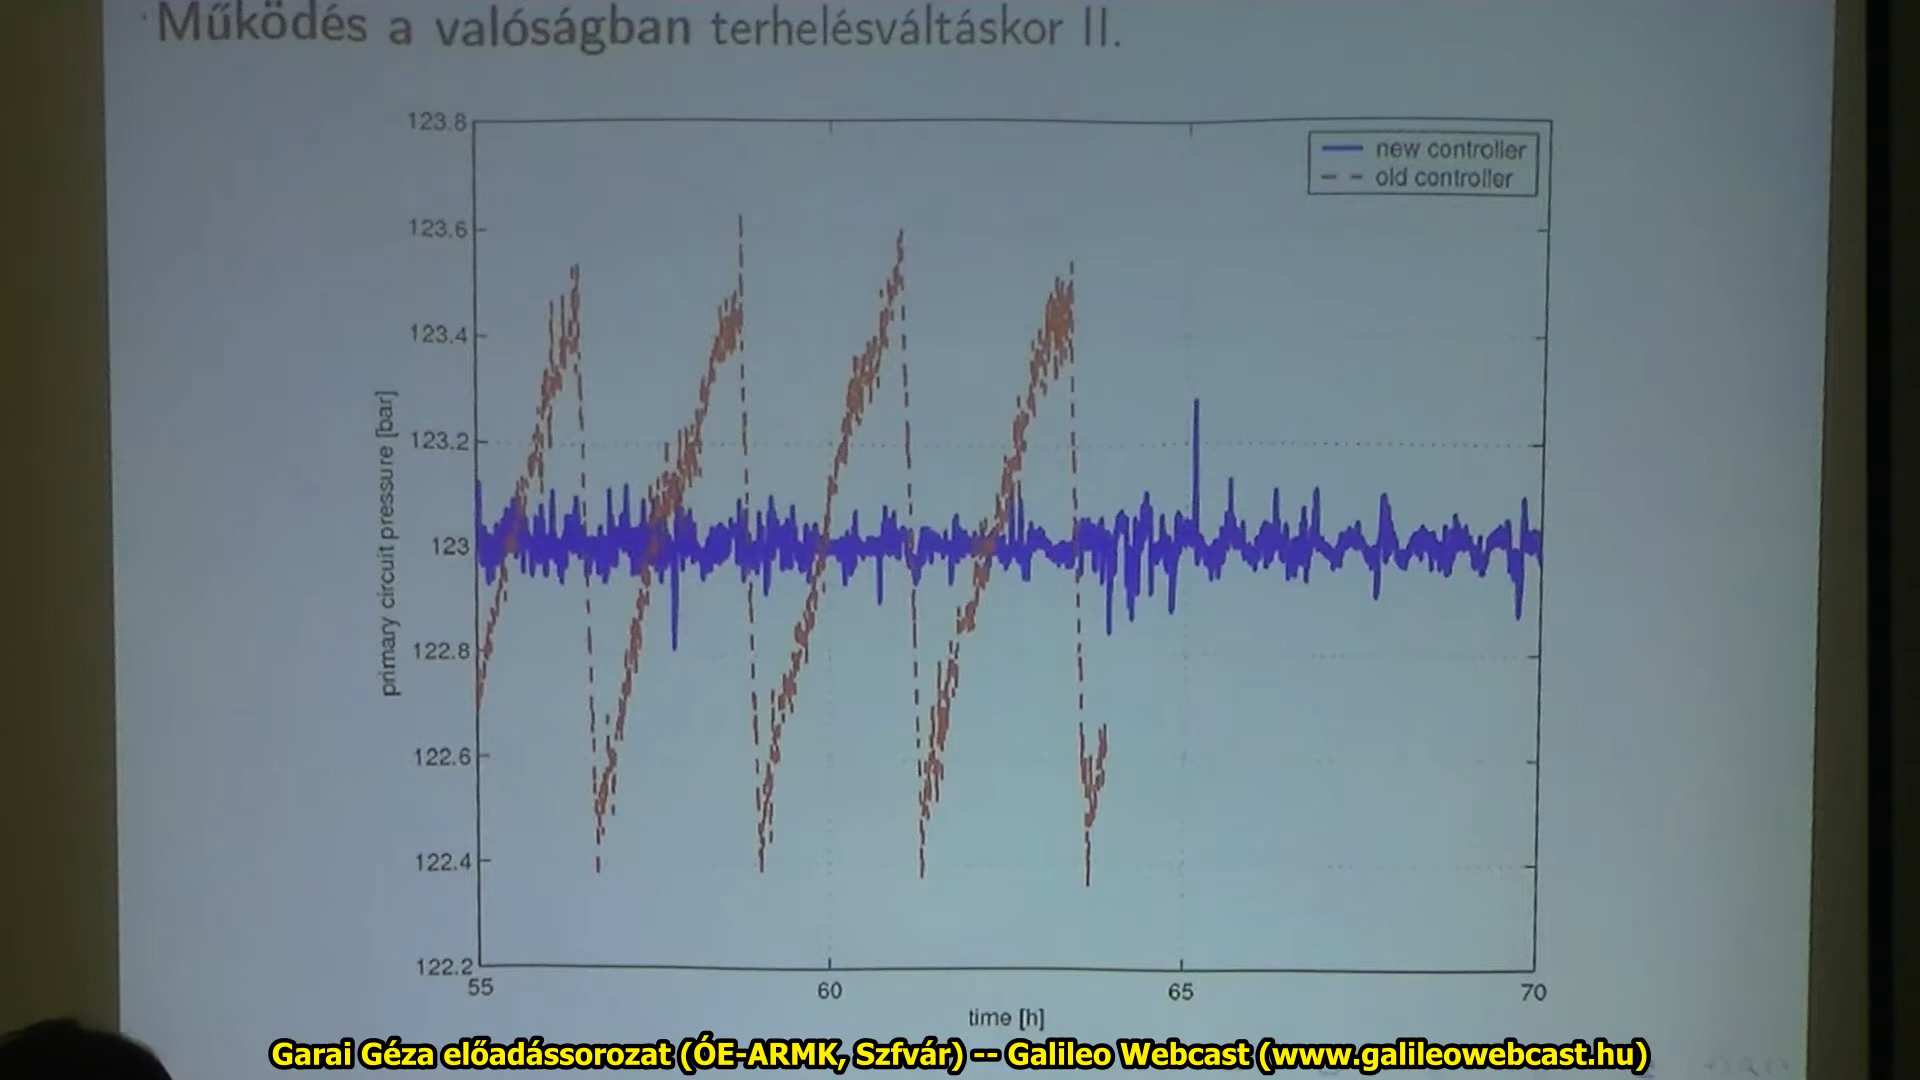 Működés a valóságban terhelésváltáskor II.
123.8
new controller
old controller
123.6
123.4
123.2
123
122.8
122.6
122.4
122.2
primary circuit pressure [bar]
55
60
65
70
time [h]
Garai Géza előadássorozat (ÓE-ARMK, Szfvár) -- Galileo Webcast (www.galileowebcast.hu)